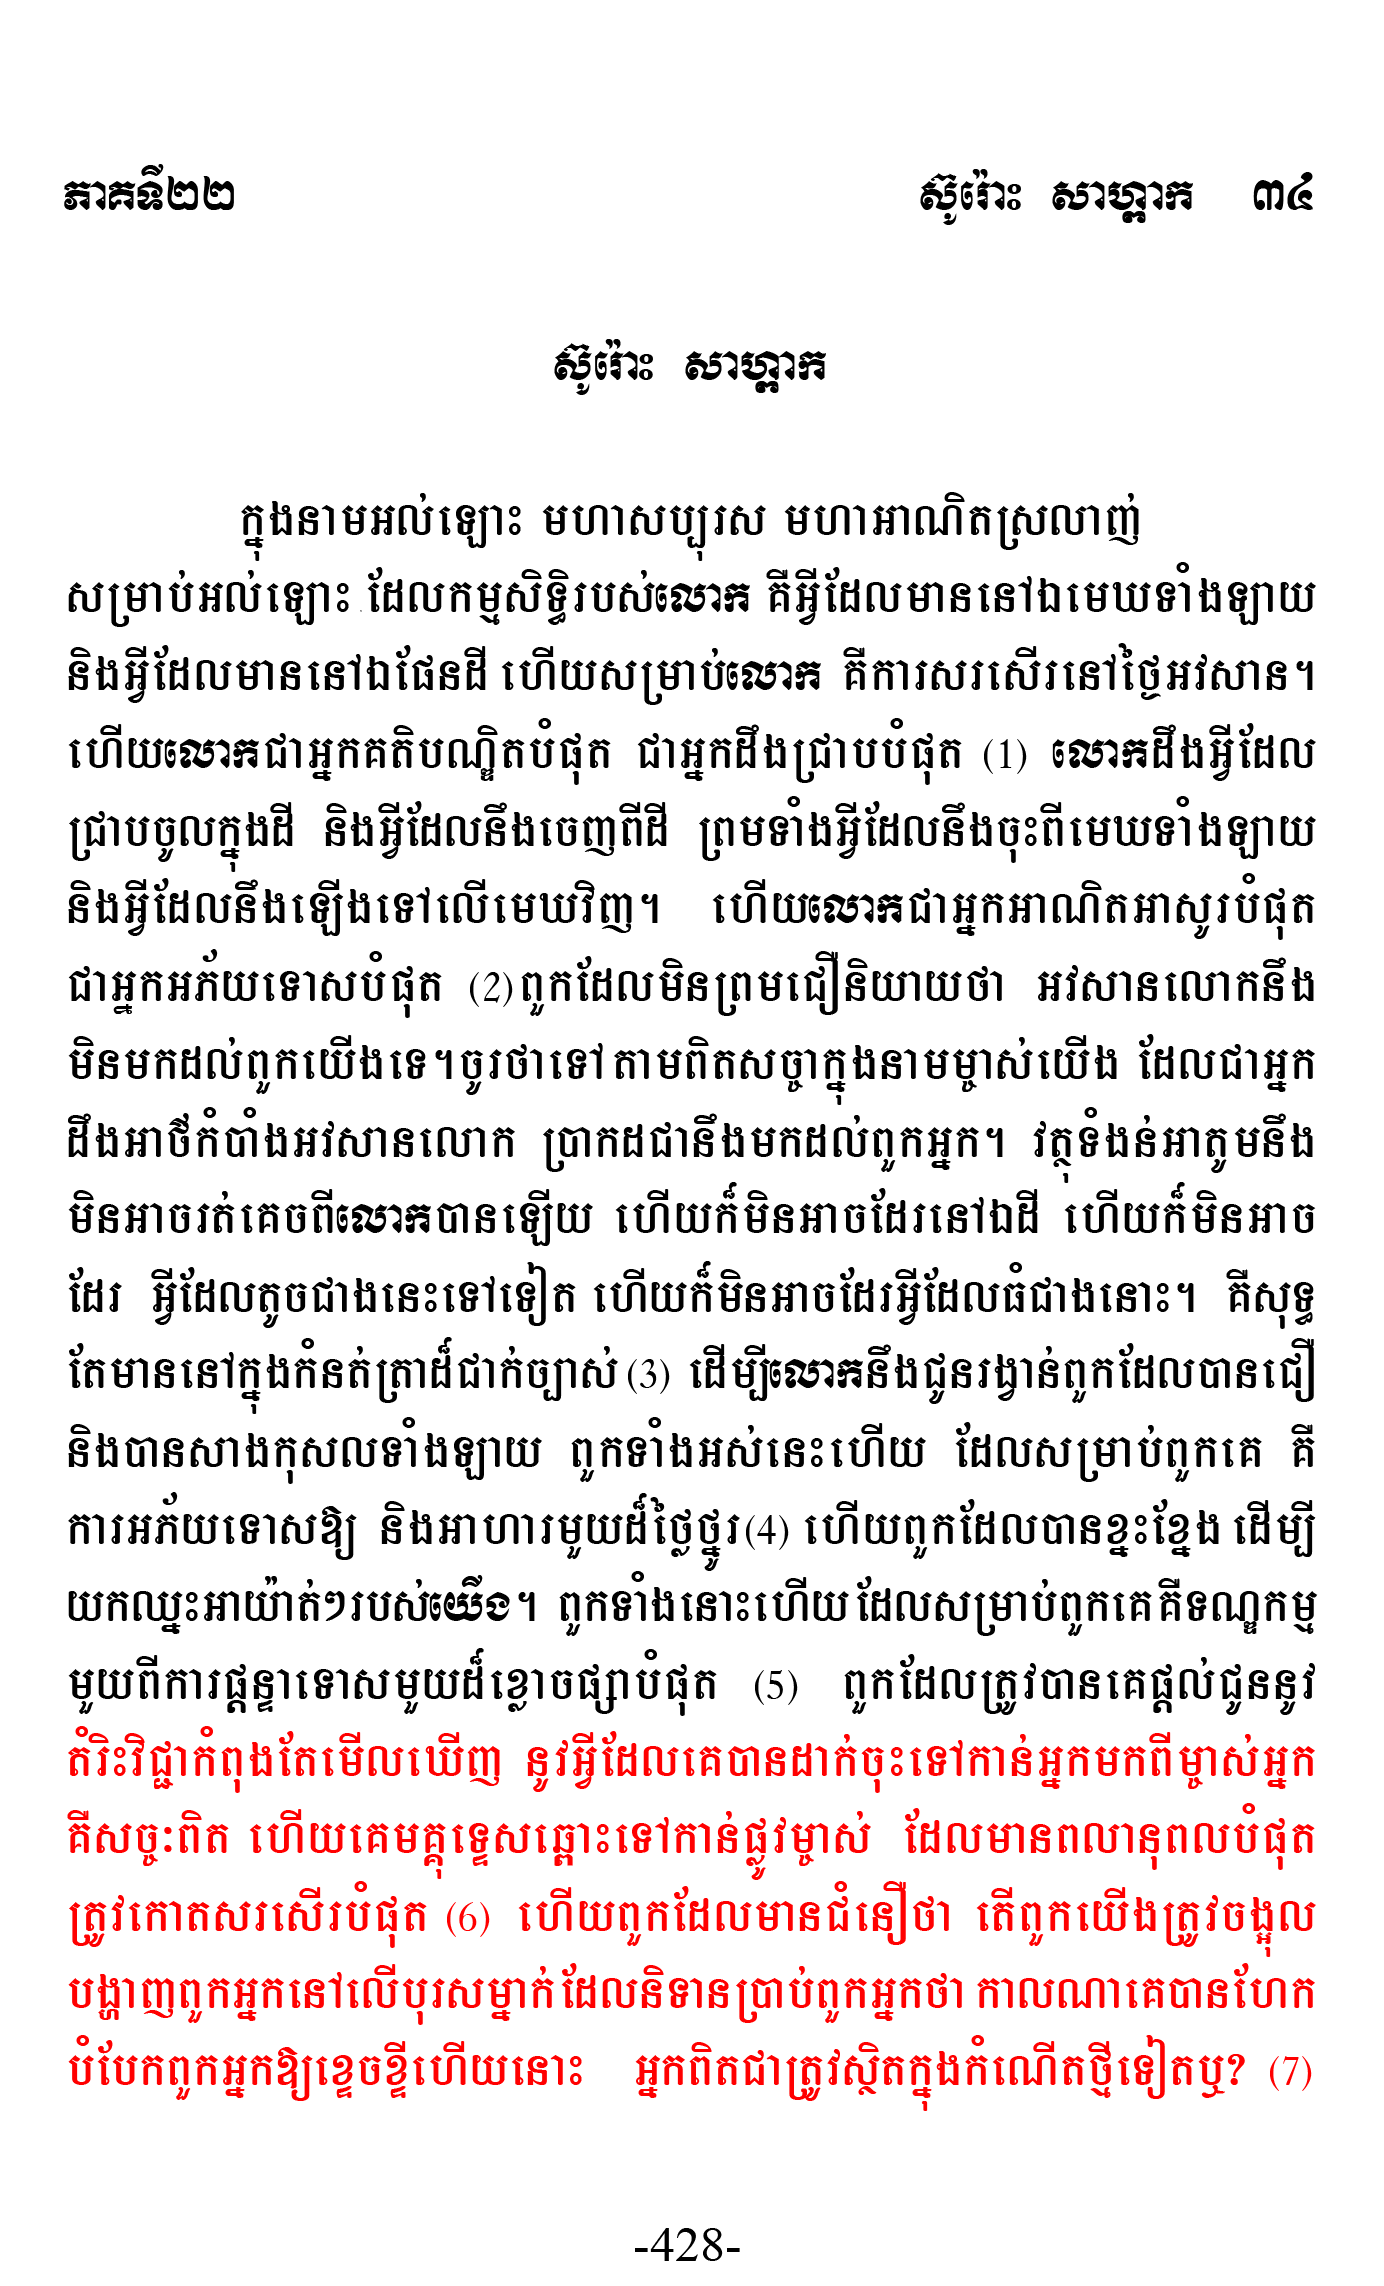 ភាគទី២២
ស៊ូរ៉ោះ សាហ្ពាក ៣៤
ស៊ូរ៉ោះ សាហ្ពាក
ក្នុងនាមអល់ឡោះ មហាសប្បុរស មហាអាណិតស្រលាញ់
សម្រាប់អល់ឡោះ ដែលកម្មសិទ្ធិរបស់លោក គឺអ្វីដែលមាននៅឯមេឃទាំងឡាយ
និងអ្វីដែលមាននៅឯផែនដី ហើយសម្រាប់លោក គឺការសរសើរនៅថ្ងៃអវសាន។
ហើយលោកជាអ្នកគតិបណ្ឌិតបំផុត ជាអ្នកដឹងជ្រាបបំផុត (1) លោកដឹងអ្វីដែល
ជ្រាបចូលក្នុងដី និងអ្វីដែលនឹងចេញពីដី ព្រមទាំងអ្វីដែលនឹងចុះពីមេឃទាំងឡាយ
និងអ្វីដែលនឹងឡើងទៅលើមេឃវិញ។ ហើយលោកជាអ្នកអាណិតអាសូរបំផុត
ជាអ្នកអភ័យទោសបំផុត (2)ពួកដែលមិនព្រមជឿនិយាយថា អវសានលោកនឹង
មិនមកដល់ពួកយើងទេ។ចូរថាទៅ តាមពិតសច្ចាក្នុងនាមម្ចាស់យើង ដែលជាអ្នក
ដឹងអាថ៌កំបាំងអវសានលោក ប្រាកដជានឹងមកដល់ពួកអ្នក។ វត្ថុទំងន់អាតូមនឹង
មិនអាចរត់គេចពីលោកបានឡើយ ហើយក៏មិនអាចដែរនៅឯដី ហើយក៏មិនអាច
ដែរ អ្វីដែលតូចជាងនេះទៅទៀត ហើយក៏មិនអាចដែរអ្វីដែលធំជាងនោះ។ គឺសុទ្ធ
តែមាននៅក្នុងកំនត់ត្រាដ៏ជាក់ច្បាស់ (3) ដើម្បីលោកនឹងជូនរង្វាន់ពួកដែលបានជឿ
និងបានសាងកុសលទាំងឡាយ ពួកទាំងអស់នេះហើយ ដែលសម្រាប់ពួកគេ គឺ
ការអភ័យទោសឱ្យ និងអាហារមួយដ៏ថ្លៃថ្នូរ(4) ហើយពួកដែលបានខ្នះខ្នែង ដើម្បី
យកឈ្នះអាយ៉ាត់ៗរបស់យើង។ ពួកទាំងនោះហើយ ដែលសម្រាប់ពួកគេគឺទណ្ឌកម្ម
មួយពីការផ្តន្ទាទោសមួយដ៏ខ្លោចផ្សាបំផុត (5) ពួកដែលត្រូវបានគេផ្តល់ជូននូវ
តំរិះវិជ្ជាកំពុងតែមើលឃើញ នូវអ្វីដែលគេបានដាក់ចុះទៅកាន់អ្នកមកពីម្ចាស់អ្នក
គឺសច្ចៈពិត ហើយគេមគ្គុទ្ទេសឆ្ពោះទៅកាន់ផ្លូវម្ចាស់ ដែលមានពលានុពលបំផុត
ត្រូវកោតសរសើរបំផុត (6) ហើយពួកដែលមានជំនឿថា តើពួកយើងត្រូវចង្អុល
បង្ហាញពួកអ្នកនៅលើបុរសម្នាក់ ដែលនិទានប្រាប់ពួកអ្នកថា កាលណាគេបានហែក
បំបែកពួកអ្នកឱ្យខ្ទេចខ្ទីហើយនោះ អ្នកពិតជាត្រូវស្ថិតក្នុងកំណើតថ្មីទៀតឬ? (7)
-428-